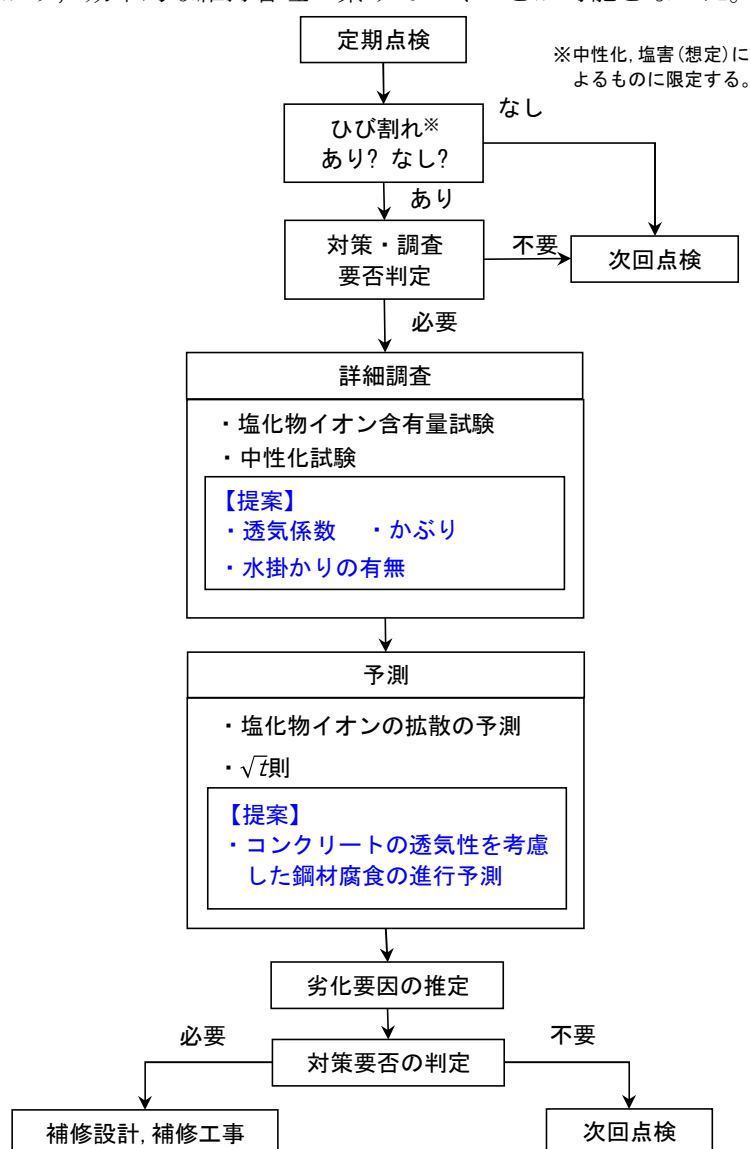 定期点検
※中性化, 塩害(想定)に
よるものに限定する。
ひび割れ※
あり? なし?
なし
あり
対策・調査
要否判定
不要
次回点検
必要
詳細調査
・塩化物イオン含有量試験
・中性化試験
【提案】
・透気係数 ・かぶり
・水掛かりの有無
予測
・塩化物イオンの拡散の予測
・√t則
【提案】
・コンクリートの透気性を考慮
した鋼材腐食の進行予測
劣化要因の推定
必要
不要
対策要否の判定
補修設計, 補修工事
次回点検